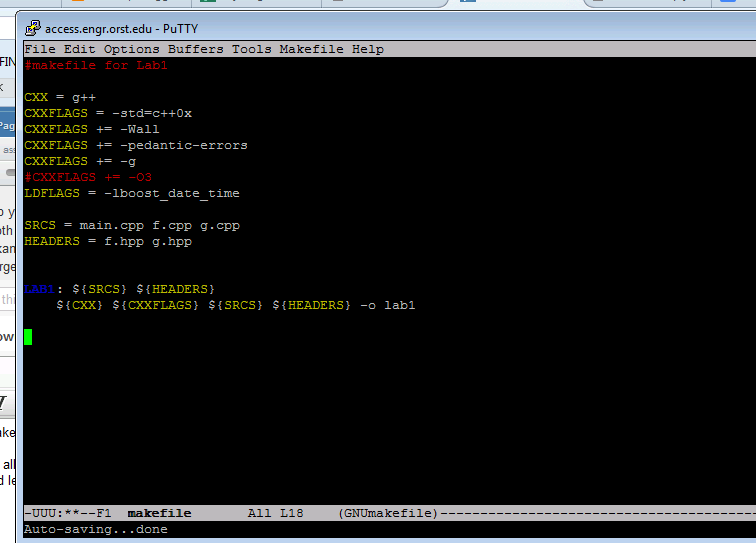 access.engr.orst.edu - PuTTY
File Edit Options Buffers Tools Makefile Help
#makefile for Lab1
CXX = g++
CXXFLAGS = -std=c++0x
CXXFLAGS += -Wall
CXXFLAGS += -pedantic-errors
CXXFLAGS += -g
#CXXFLAGS += -O3
LDFLAGS = -lboost_date_time
SRCS = main.cpp f.cpp g.cpp
HEADERS = f.hpp g.hpp
LAB1: ${SRCS} ${HEADERS}
${CXX} ${CXXFLAGS} ${SRCS} ${HEADERS} -o lab1
-UUU:**--F1 makefile All L18 (GNUmakefile)----------------------------------------
Auto-saving...done